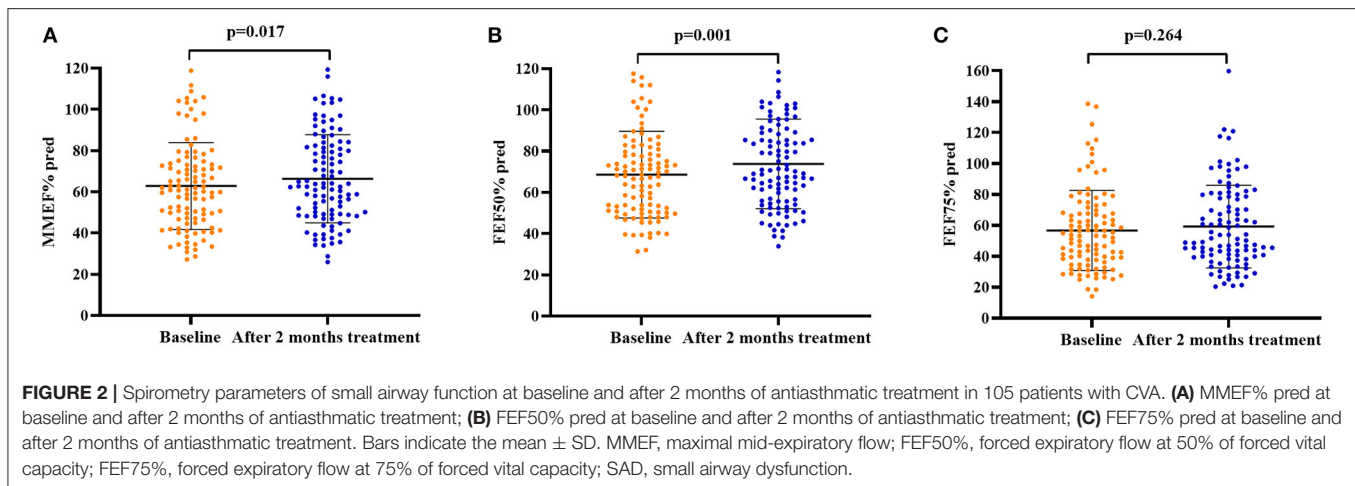 A
p=0.017
MMEF% pred
120
100
80
60
40
20
0
Baseline
After 2 months treatment
B
p=0.001
FEF50% pred
120
100
80
60
40
20
0
Baseline
After 2 months treatment
C
p=0.264
FEF75% pred
160
140
120
100
80
60
40
20
0
Baseline
After 2 months treatment
FIGURE 2 | Spirometry parameters of small airway function at baseline and after 2 months of antiasthmatic treatment in 105 patients with CVA. (A) MMEF% pred at
baseline and after 2 months of antiasthmatic treatment; (B) FEF50% pred at baseline and after 2 months of antiasthmatic treatment; (C) FEF75% pred at baseline and
after 2 months of antiasthmatic treatment. Bars indicate the mean ± SD. MMEF, maximal mid-expiratory flow; FEF50%, forced expiratory flow at 50% of forced vital
capacity; FEF75%, forced expiratory flow at 75% of forced vital capacity; SAD, small airway dysfunction.